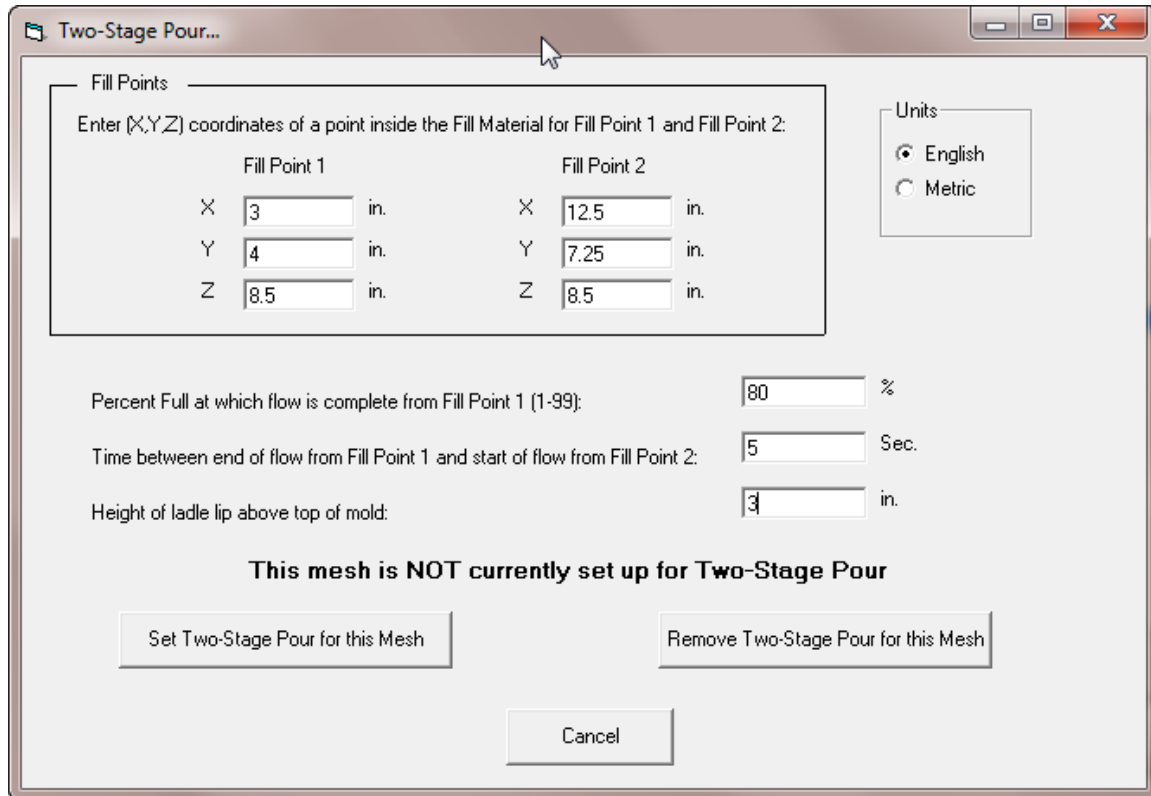 Two-Stage Pour...
Fill Points
Enter (X,Y,Z) coordinates of a point inside the Fill Material for Fill Point 1 and Fill Point 2:
Fill Point 1 Fill Point 2
X 3 in. X 12.5 in.
Y 4 in. Y 7.25 in.
Z 8.5 in. Z 8.5 in.
Units
English
Metric
Percent Full at which flow is complete from Fill Point 1 (1-99): 80 %
Time between end of flow from Fill Point 1 and start of flow from Fill Point 2: 5 Sec.
Height of ladle lip above top of mold: 3 in.
This mesh is NOT currently set up for Two-Stage Pour
Set Two-Stage Pour for this Mesh Remove Two-Stage Pour for this Mesh
Cancel